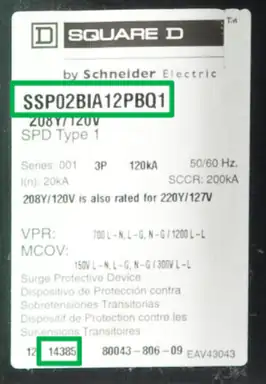 D SQUARE D
by Schneider Electric
SSP02BIA12PBQ1
208Y/120V
SPD Type 1
Series: 001 3P 120kA 50/60 Hz.
I(n): 20kA SCCR: 200kA
208Y/120V is also rated for 220Y/127V
VPR: 700 L-N, L-G, N-G/1200 L-L
MCOV:
150V L-N, L-G, N-G/300V L-L
Surge Protective Device
Dispositivo de Protección contra
Sobretensiones Transitorias
Dispositif de Protection contre les
Surtensions Transitoires
12 14385 80043-806-09 EAV43043